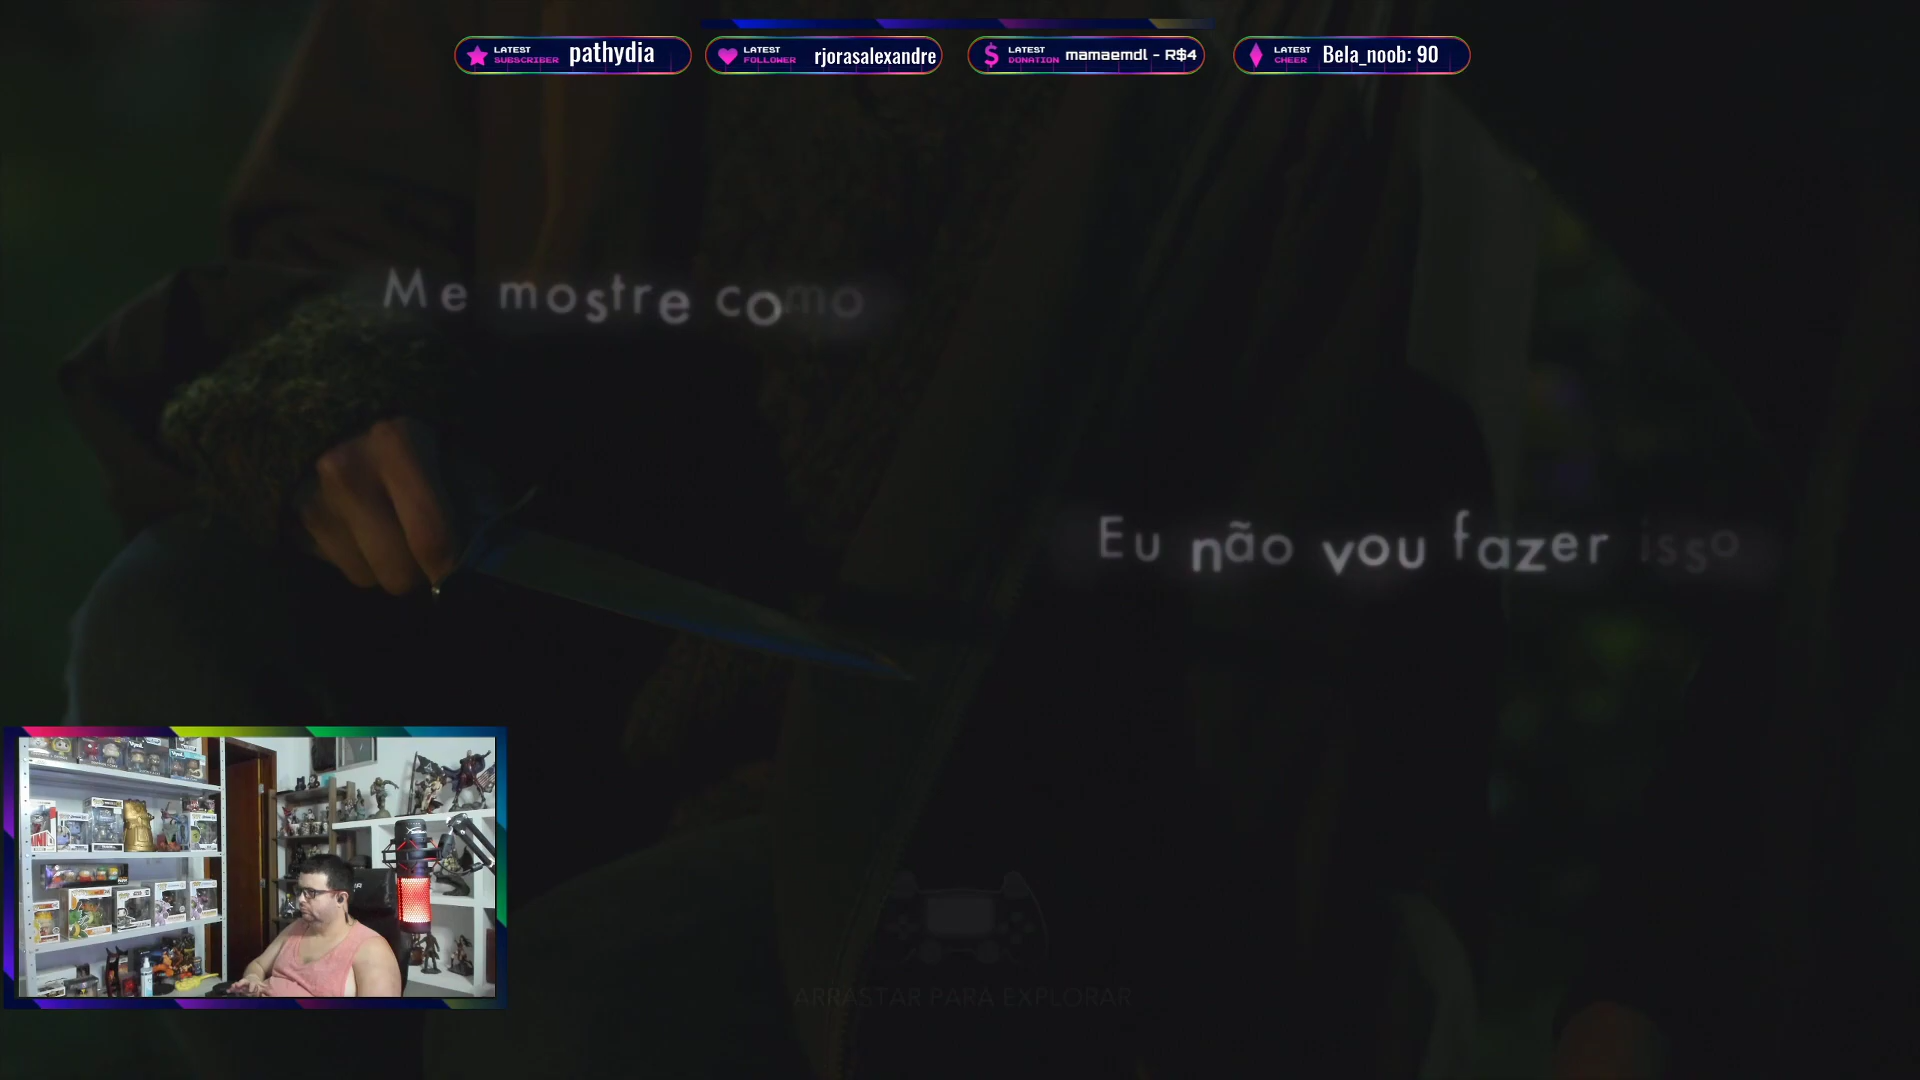 LATEST
SUBSCRIBER
pathydia
LATEST
FOLLOWER
rjorasalexandre
LATEST
DONATION
mamaemdl - R$4
LATEST
CHEER
Bela_noob: 90
Me mostre como
Eu não vou fazer isso
ARRASTAR PARA EXPLORAR